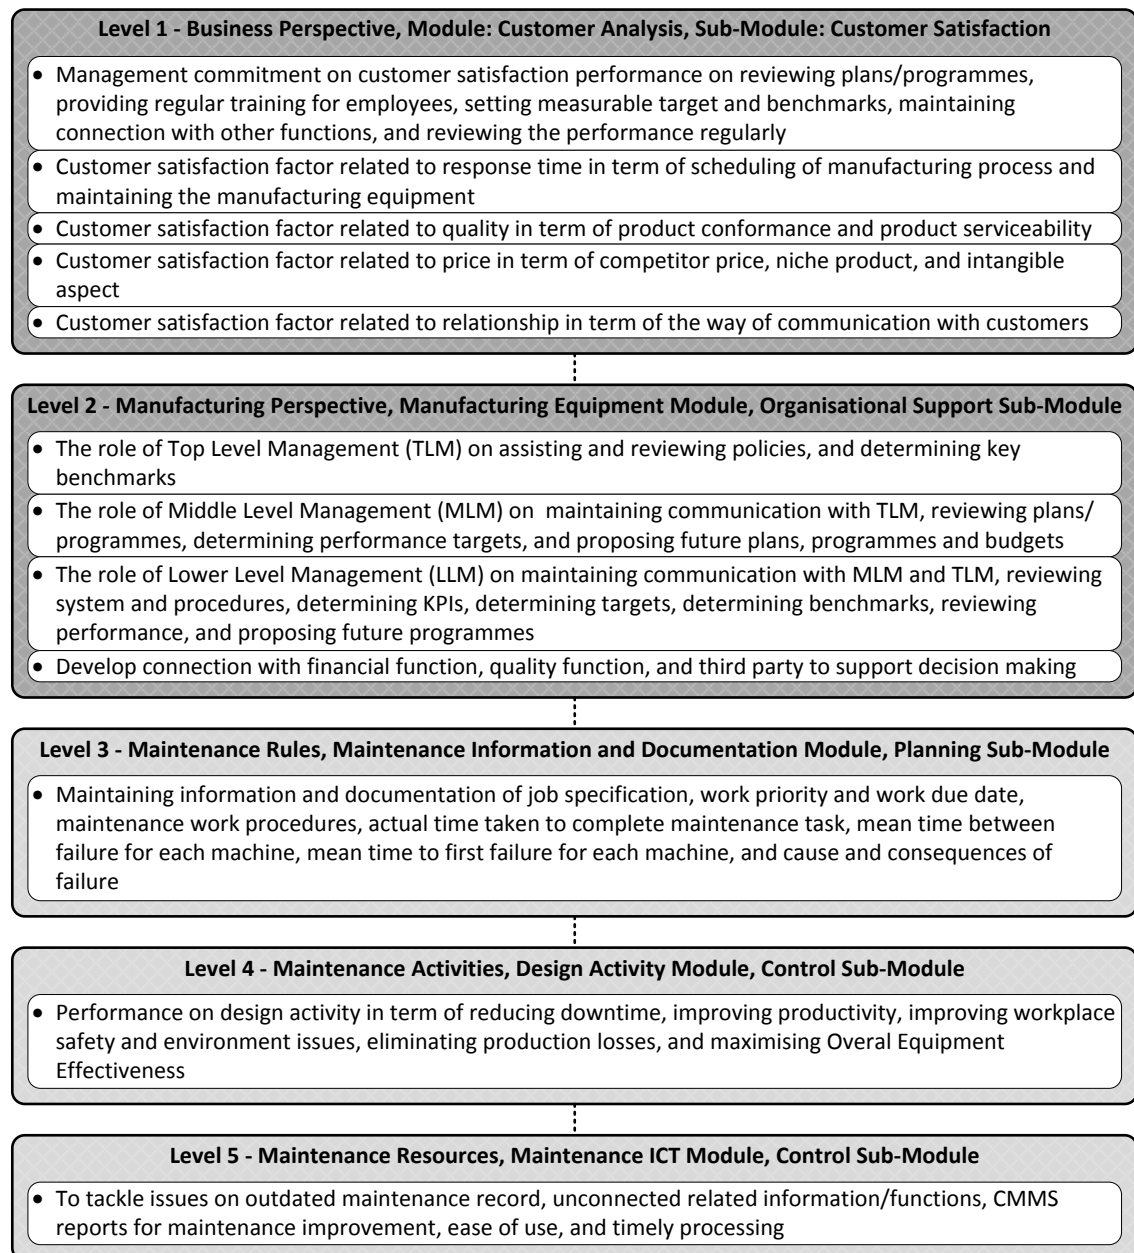 Level 1 - Business Perspective, Module: Customer Analysis, Sub-Module: Customer Satisfaction
• Management commitment on customer satisfaction performance on reviewing plans/programmes,
providing regular training for employees, setting measurable target and benchmarks, maintaining
connection with other functions, and reviewing the performance regularly
• Customer satisfaction factor related to response time in term of scheduling of manufacturing process and
maintaining the manufacturing equipment
• Customer satisfaction factor related to quality in term of product conformance and product serviceability
• Customer satisfaction factor related to price in term of competitor price, niche product, and intangible
aspect
• Customer satisfaction factor related to relationship in term of the way of communication with customers
Level 2 - Manufacturing Perspective, Manufacturing Equipment Module, Organisational Support Sub-Module
• The role of Top Level Management (TLM) on assisting and reviewing policies, and determining key
benchmarks
• The role of Middle Level Management (MLM) on  maintaining communication with TLM, reviewing plans/
programmes, determining performance targets, and proposing future plans, programmes and budgets
• The role of Lower Level Management (LLM) on maintaining communication with MLM and TLM, reviewing
system and procedures, determining KPIs, determining targets, determining benchmarks, reviewing
performance, and proposing future programmes
• Develop connection with financial function, quality function, and third party to support decision making
Level 3 - Maintenance Rules, Maintenance Information and Documentation Module, Planning Sub-Module
• Maintaining information and documentation of job specification, work priority and work due date,
maintenance work procedures, actual time taken to complete maintenance task, mean time between
failure for each machine, mean time to first failure for each machine, and cause and consequences of
failure
Level 4 - Maintenance Activities, Design Activity Module, Control Sub-Module
• Performance on design activity in term of reducing downtime, improving productivity, improving workplace
safety and environment issues, eliminating production losses, and maximising Overal Equipment
Effectiveness
Level 5 - Maintenance Resources, Maintenance ICT Module, Control Sub-Module
• To tackle issues on outdated maintenance record, unconnected related information/functions, CMMS
reports for maintenance improvement, ease of use, and timely processing